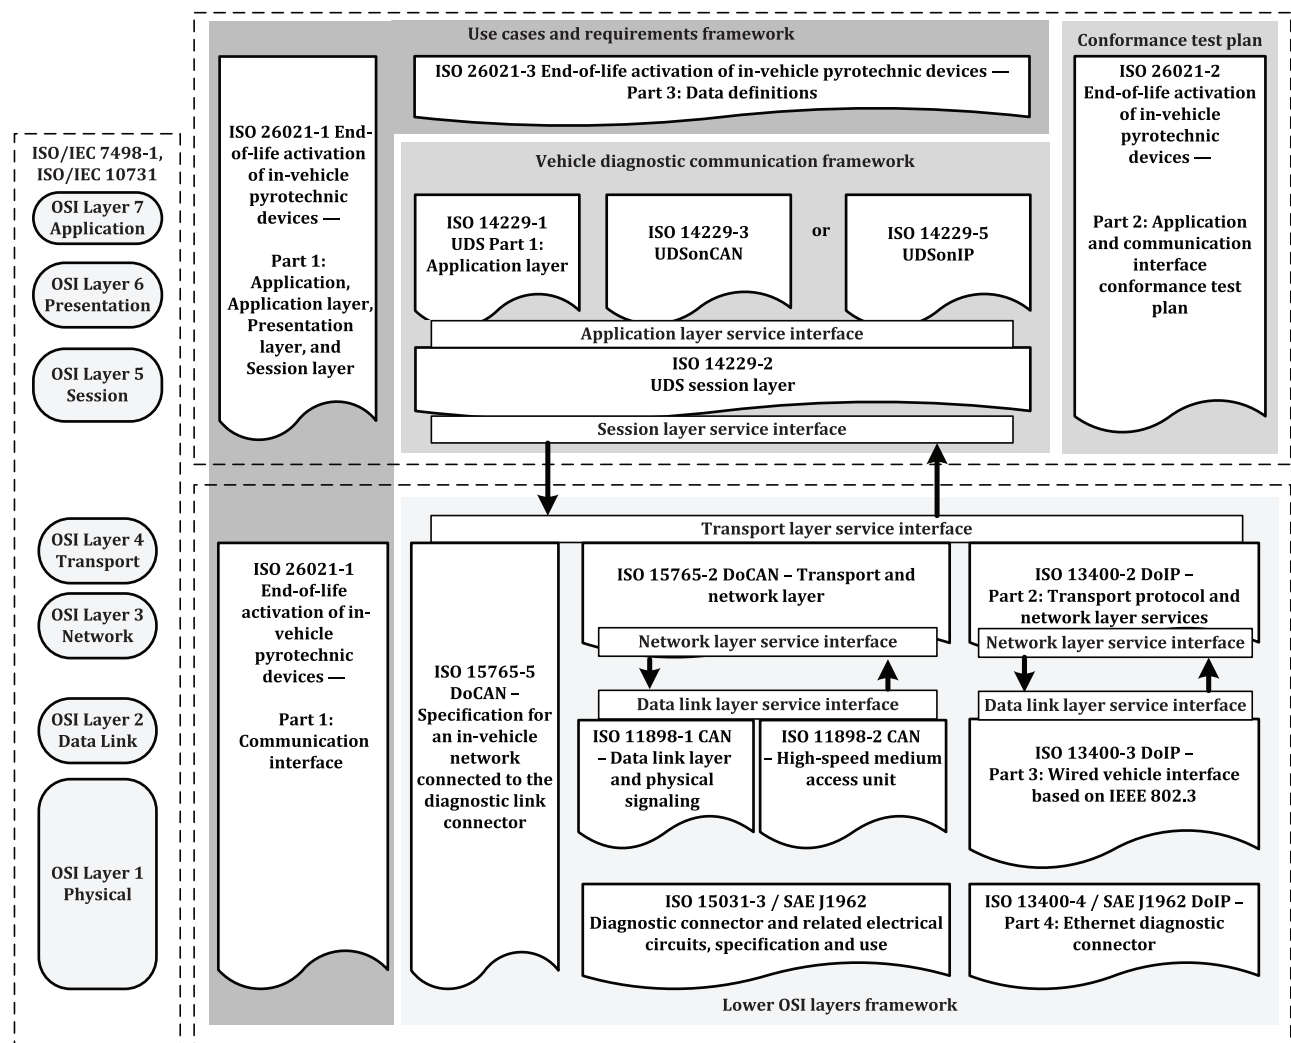 Use cases and requirements framework
ISO 26021-3 End-of-life activation of in-vehicle pyrotechnic devices —
Part 3: Data definitions
Conformance test plan
ISO 26021-2
End-of-life activation
of in-vehicle
pyrotechnic
devices —
Part 2: Application
and communication
interface
conformance test
plan
ISO 26021-1 End-
of-life activation
of in-vehicle
pyrotechnic
devices —
Part 1:
Application,
Application layer,
Presentation
layer, and
Session layer
ISO/IEC 7498-1,
ISO/IEC 10731
OSI Layer 7
Application
OSI Layer 6
Presentation
OSI Layer 5
Session
Vehicle diagnostic communication framework
ISO 14229-1
UDS Part 1:
Application layer
ISO 14229-3
UDSonCAN
or
ISO 14229-5
UDSonIP
Application layer service interface
ISO 14229-2
UDS session layer
Session layer service interface
OSI Layer 4
Transport
OSI Layer 3
Network
OSI Layer 2
Data Link
OSI Layer 1
Physical
ISO 26021-1
End-of-life
activation of in-
vehicle
pyrotechnic
devices —
Part 1:
Communication
interface
Transport layer service interface
ISO 15765-5
DoCAN –
Specification for
an in-vehicle
network
connected to the
diagnostic link
connector
ISO 15765-2 DoCAN – Transport and
network layer
Network layer service interface
Data link layer service interface
ISO 11898-1 CAN
– Data link layer
and physical
signaling
ISO 11898-2 CAN
– High-speed medium
access unit
ISO 15031-3 / SAE J1962
Diagnostic connector and related electrical
circuits, specification and use
ISO 13400-2 DoIP –
Part 2: Transport protocol and
network layer services
Network layer service interface
Data link layer service interface
ISO 13400-3 DoIP –
Part 3: Wired vehicle interface
based on IEEE 802.3
ISO 13400-4 / SAE J1962 DoIP –
Part 4: Ethernet diagnostic
connector
Lower OSI layers framework